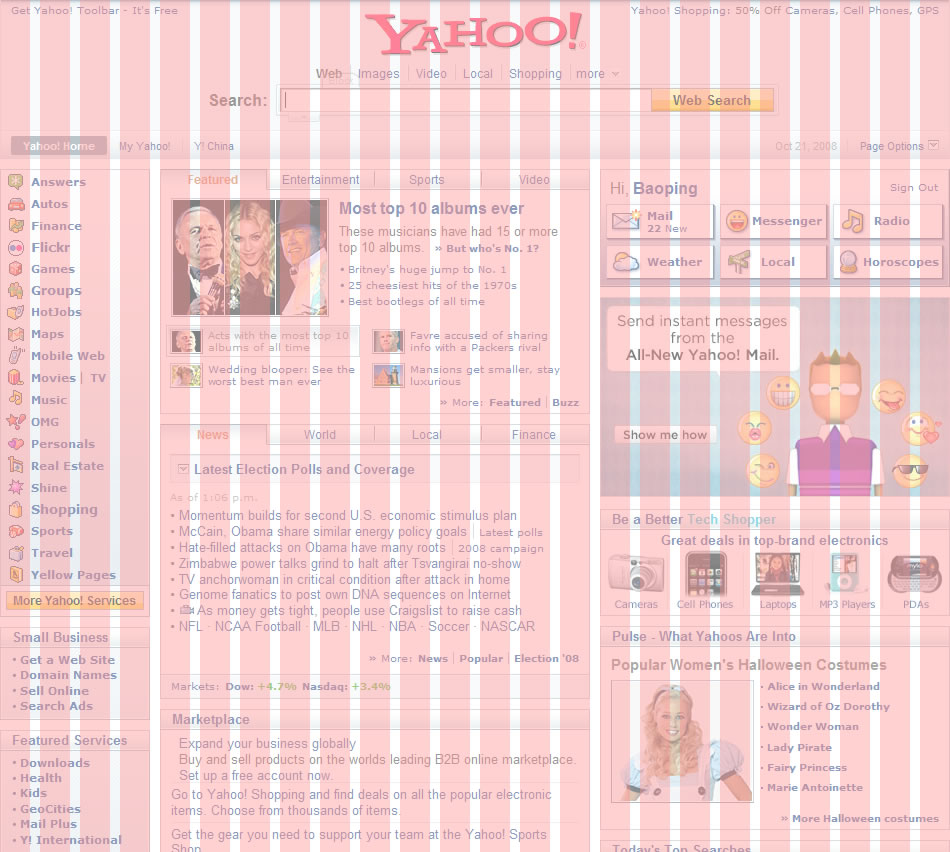 Get Yahoo! Toolbar - It's Free
Yahoo! Shopping: 50% Off Cameras, Cell Phones, GPS
YAHOO!
Web | Images | Video | Local | Shopping | more
Search:
Web Search
Yahoo! Home
My Yahoo!
Y! China
Oct 21, 2008
Page Options
Answers
Autos
Finance
Flickr
Games
Groups
HotJobs
Maps
Mobile Web
Movies | TV
Music
OMG
Personals
Real Estate
Shine
Shopping
Sports
Travel
Yellow Pages
More Yahoo! Services
Small Business
• Get a Web Site
• Domain Names
• Sell Online
• Search Ads
Featured Services
• Downloads
• Health
• Kids
• GeoCities
• Mail Plus
• Y! International
Featured
Entertainment
Sports
Video
Most top 10 albums ever
These musicians have had 15 or more
top 10 albums. » But who's No. 1?
• Britney's huge jump to No. 1
• 25 cheesiest hits of the 1970s
• Best bootlegs of all time
Acts with the most top 10
albums of all time
Favre accused of sharing
info with a Packers rival
Wedding blooper: See the
worst best man ever
Mansions get smaller, stay
luxurious
» More: Featured | Buzz
News
World
Local
Finance
Latest Election Polls and Coverage
As of 1:06 p.m.
• Momentum builds for second U.S. economic stimulus plan
• McCain, Obama share similar energy policy goals | Latest polls
• Hate-filled attacks on Obama have many roots | 2008 campaign
• Zimbabwe power talks grind to halt after Tsvangirai no-show
• TV anchorwoman in critical condition after attack in home
• Genome fanatics to post own DNA sequences on Internet
• As money gets tight, people use Craigslist to raise cash
• NFL · NCAA Football · MLB · NHL · NBA · Soccer · NASCAR
» More: News | Popular | Election '08
Markets: Dow: +4.7% Nasdaq: +3.4%
Marketplace
Expand your business globally
Buy and sell products on the worlds leading B2B online marketplace.
Set up a free account now.
Go to Yahoo! Shopping and find deals on all the popular electronic
items. Choose from thousands of items.
Get the gear you need to support your team at the Yahoo! Sports
Shop
Hi, Baoping
Sign Out
Mail
22 New
Messenger
Radio
Weather
Local
Horoscopes
Send instant messages
from the
All-New Yahoo! Mail.
Show me how
Be a Better Tech Shopper
Great deals in top-brand electronics
Cameras
Cell Phones
Laptops
MP3 Players
PDAs
Pulse - What Yahoos Are Into
Popular Women's Halloween Costumes
• Alice in Wonderland
• Wizard of Oz Dorothy
• Wonder Woman
• Lady Pirate
• Fairy Princess
• Marie Antoinette
» More Halloween costumes
Today's Top Searches